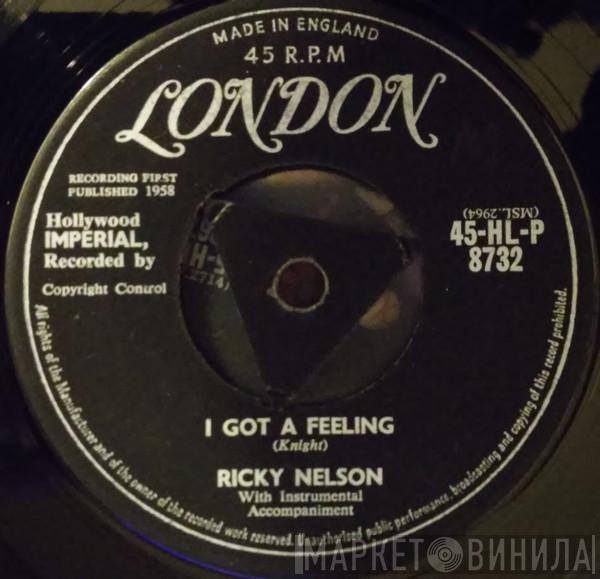 MADE IN ENGLAND
45 R.P.M
LONDON
RECORDING FIRST
PUBLISHED 1958
Hollywood
IMPERIAL,
Recorded by
Copyright Control
(MSL..2964)
45-HL-P
8732
I GOT A FEELING
(Knight)
RICKY NELSON
With Instrumental
Accompaniment
All rights of the Manufacturer and of the owner of the recorded work reserved. Unauthorised public performance, broadcasting and copying of this record prohibited.
МАРКЕТ ВИНИЛА